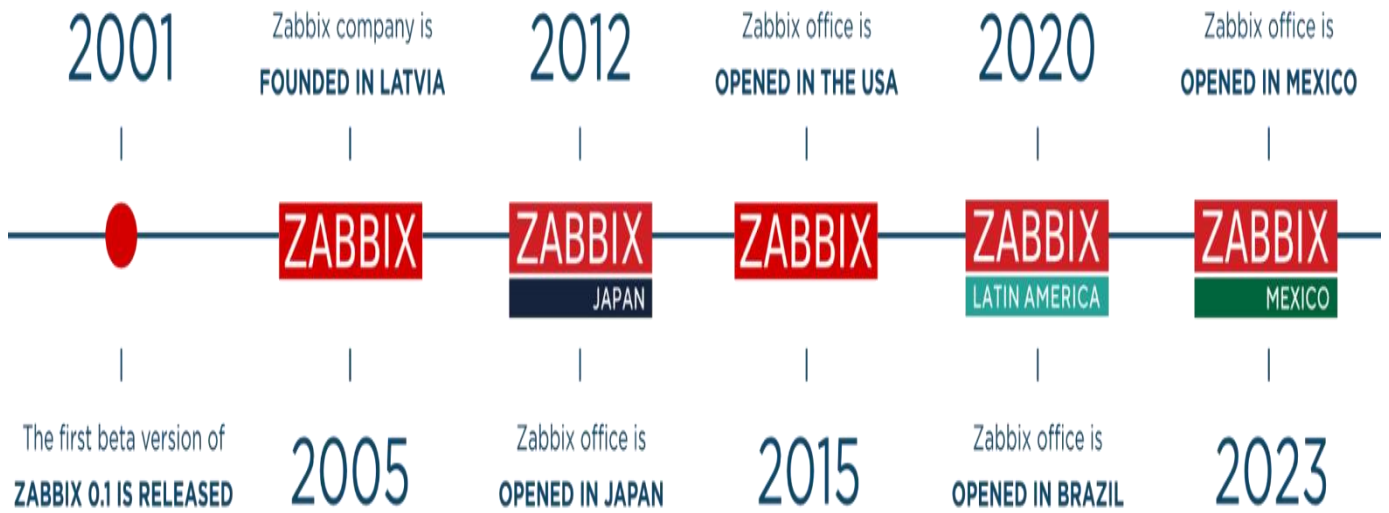 2001
The first beta version of
ZABBIX 0.1 IS RELEASED
Zabbix company is
FOUNDED IN LATVIA
ZABBIX
2005
2012
ZABBIX
JAPAN
Zabbix office is
OPENED IN JAPAN
Zabbix office is
OPENED IN THE USA
ZABBIX
2015
2020
ZABBIX
LATIN AMERICA
Zabbix office is
OPENED IN BRAZIL
Zabbix office is
OPENED IN MEXICO
ZABBIX
MEXICO
2023